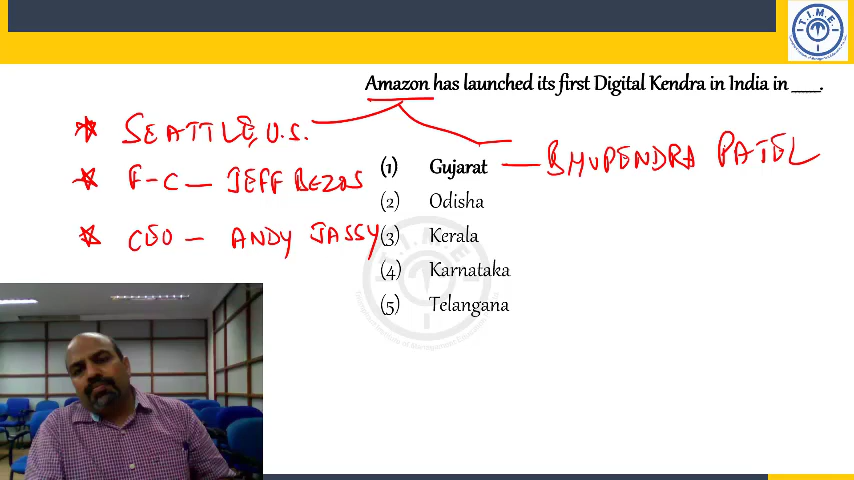 T.I.M.E.
Amazon has launched its first Digital Kendra in India in ____.
* SEATTLE, U.S.
* F-C — JEFF BEZOS
* CEO — ANDY JASSY
(1) Gujarat — BHUPENDRA PATEL
(2) Odisha
(3) Kerala
(4) Karnataka
(5) Telangana